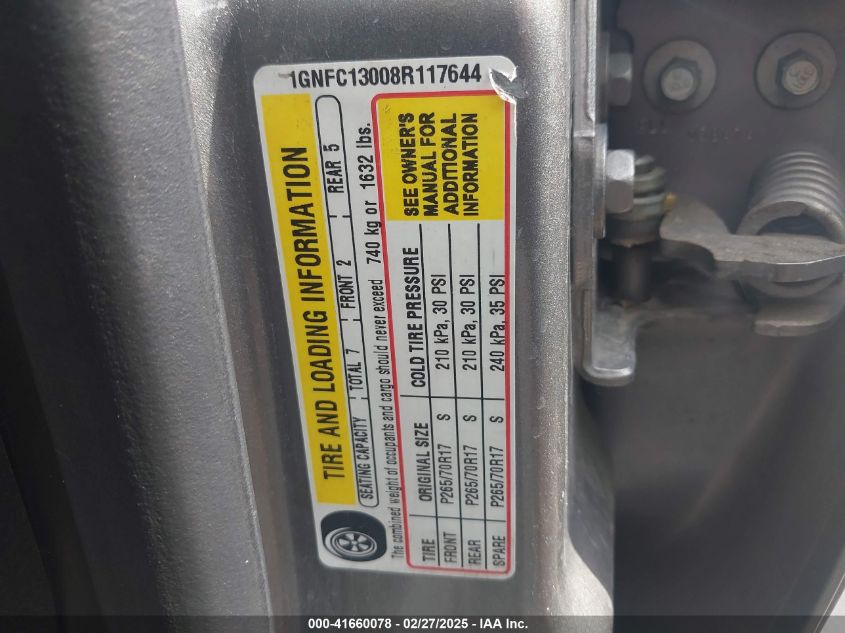 1GNFC13008R117644
TIRE AND LOADING INFORMATION
SEATING CAPACITY TOTAL 7 FRONT 2 REAR 5
The combined weight of occupants and cargo should never exceed 740 kg or 1632 lbs.
TIRE ORIGINAL SIZE COLD TIRE PRESSURE
FRONT P265/70R17 S 210 kPa, 30 PSI
REAR P265/70R17 S 210 kPa, 30 PSI
SPARE P265/70R17 S 240 kPa, 35 PSI
SEE OWNER'S
MANUAL FOR
ADDITIONAL
INFORMATION
000-41660078 - 02/27/2025 - IAA Inc.